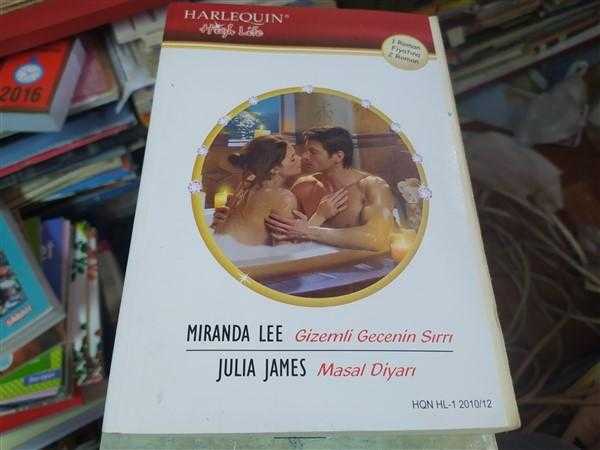 HARLEQUIN®
High Life
1 Roman
Fiyatına
2 Roman
2016
MIRANDA LEE Gizemli Gecenin Sırrı
JULIA JAMES Masal Diyarı
HQN HL-1 2010/12
SABAH